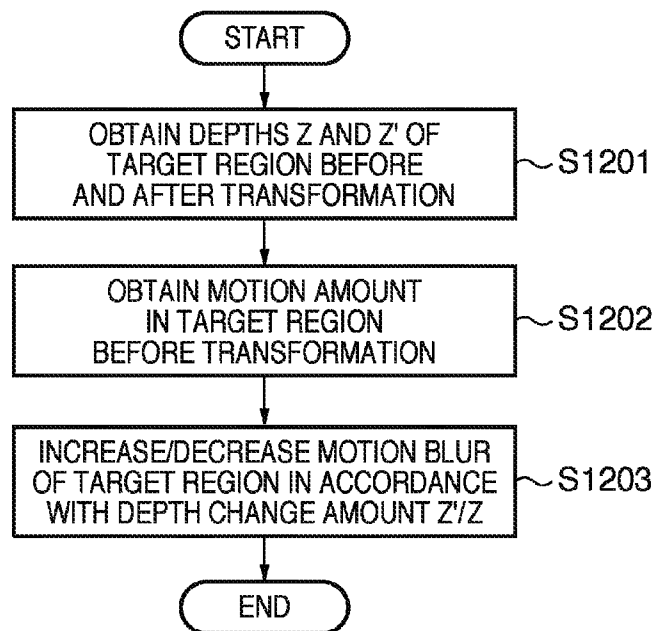 START
OBTAIN DEPTHS Z AND Z' OF
TARGET REGION BEFORE
AND AFTER TRANSFORMATION
S1201
OBTAIN MOTION AMOUNT
IN TARGET REGION
BEFORE TRANSFORMATION
S1202
INCREASE/DECREASE MOTION BLUR
OF TARGET REGION IN ACCORDANCE
WITH DEPTH CHANGE AMOUNT Z'/Z
S1203
END